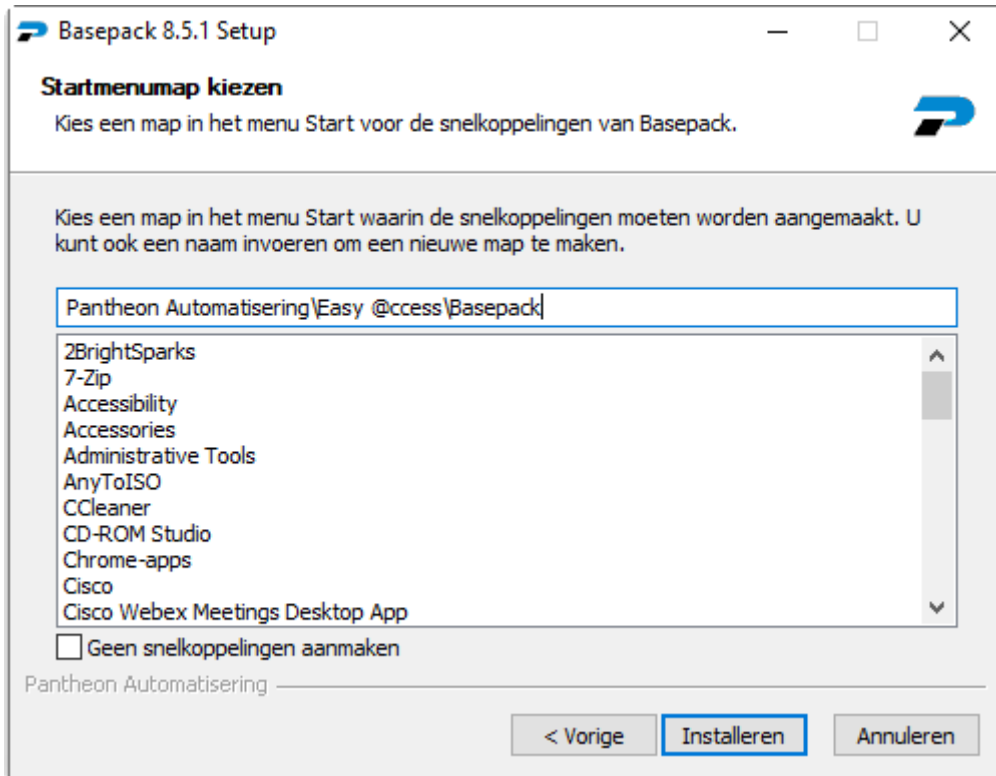 Basepack 8.5.1 Setup
Startmenumap kiezen
Kies een map in het menu Start voor de snelkoppelingen van Basepack.
Kies een map in het menu Start waarin de snelkoppelingen moeten worden aangemaakt. U
kunt ook een naam invoeren om een nieuwe map te maken.
Pantheon Automatisering\Easy @ccess\Basepack
2BrightSparks
7-Zip
Accessibility
Accessories
Administrative Tools
AnyToISO
CCleaner
CD-ROM Studio
Chrome-apps
Cisco
Cisco Webex Meetings Desktop App
Geen snelkoppelingen aanmaken
Pantheon Automatisering
< Vorige
Installeren
Annuleren